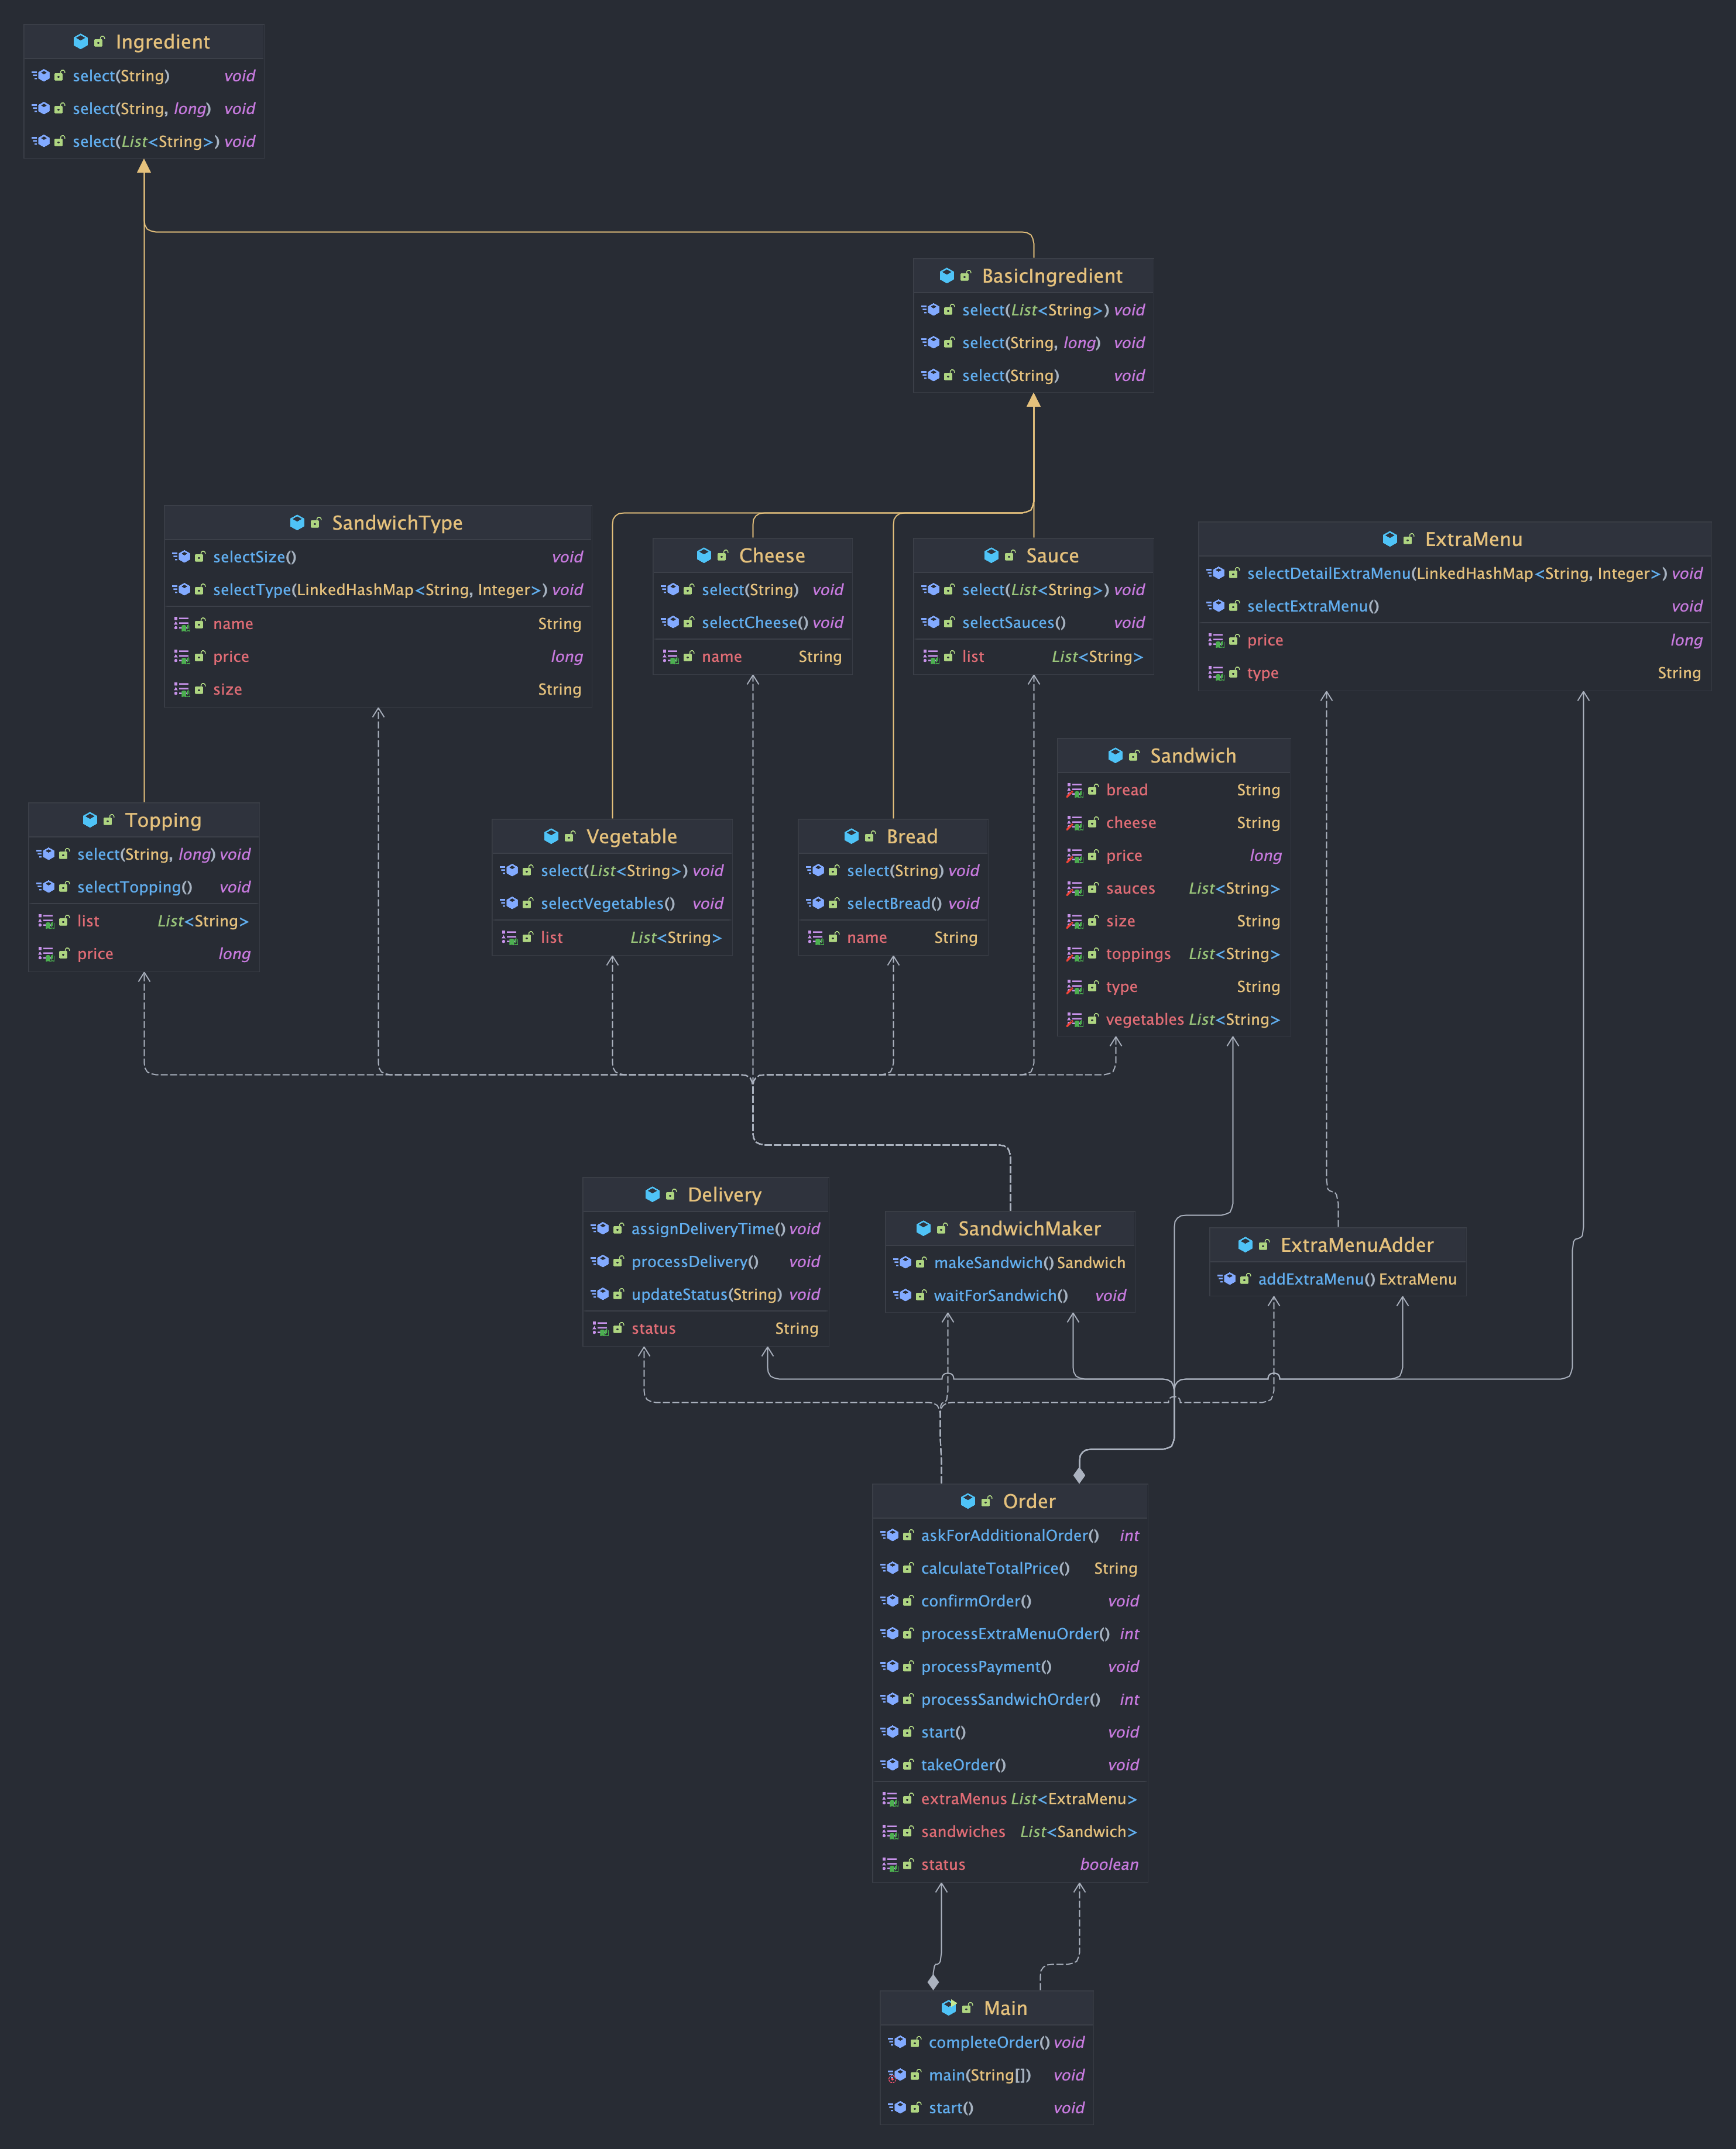 Ingredient
select(String) void
select(String, long) void
select(List<String>) void
BasicIngredient
select(List<String>) void
select(String, long) void
select(String) void
SandwichType
selectSize() void
selectType(LinkedHashMap<String, Integer>) void
name String
price long
size String
Cheese
select(String) void
selectCheese() void
name String
Sauce
select(List<String>) void
selectSauces() void
list List<String>
ExtraMenu
selectDetailExtraMenu(LinkedHashMap<String, Integer>) void
selectExtraMenu() void
price long
type String
Sandwich
bread String
cheese String
price long
sauces List<String>
size String
toppings List<String>
type String
vegetables List<String>
Topping
select(String, long) void
selectTopping() void
list List<String>
price long
Vegetable
select(List<String>) void
selectVegetables() void
list List<String>
Bread
select(String) void
selectBread() void
name String
Delivery
assignDeliveryTime() void
processDelivery() void
updateStatus(String) void
status String
SandwichMaker
makeSandwich() Sandwich
waitForSandwich() void
ExtraMenuAdder
addExtraMenu() ExtraMenu
Order
askForAdditionalOrder() int
calculateTotalPrice() String
confirmOrder() void
processExtraMenuOrder() int
processPayment() void
processSandwichOrder() int
start() void
takeOrder() void
extraMenus List<ExtraMenu>
sandwiches List<Sandwich>
status boolean
Main
completeOrder() void
main(String[]) void
start() void